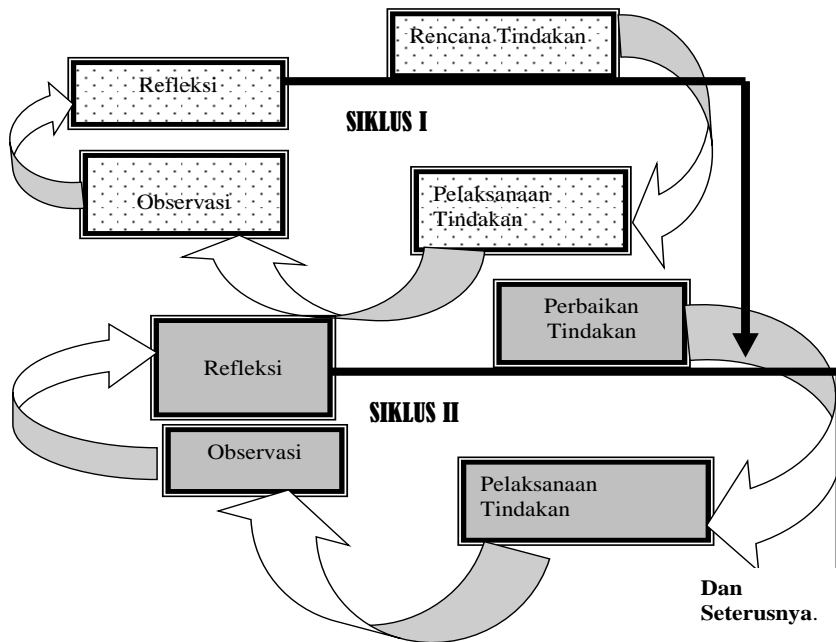 Rencana Tindakan
Refleksi
SIKLUS I
Observasi
Pelaksanaan
Tindakan
Perbaikan
Tindakan
Refleksi
SIKLUS II
Observasi
Pelaksanaan
Tindakan
Dan
Seterusnya.